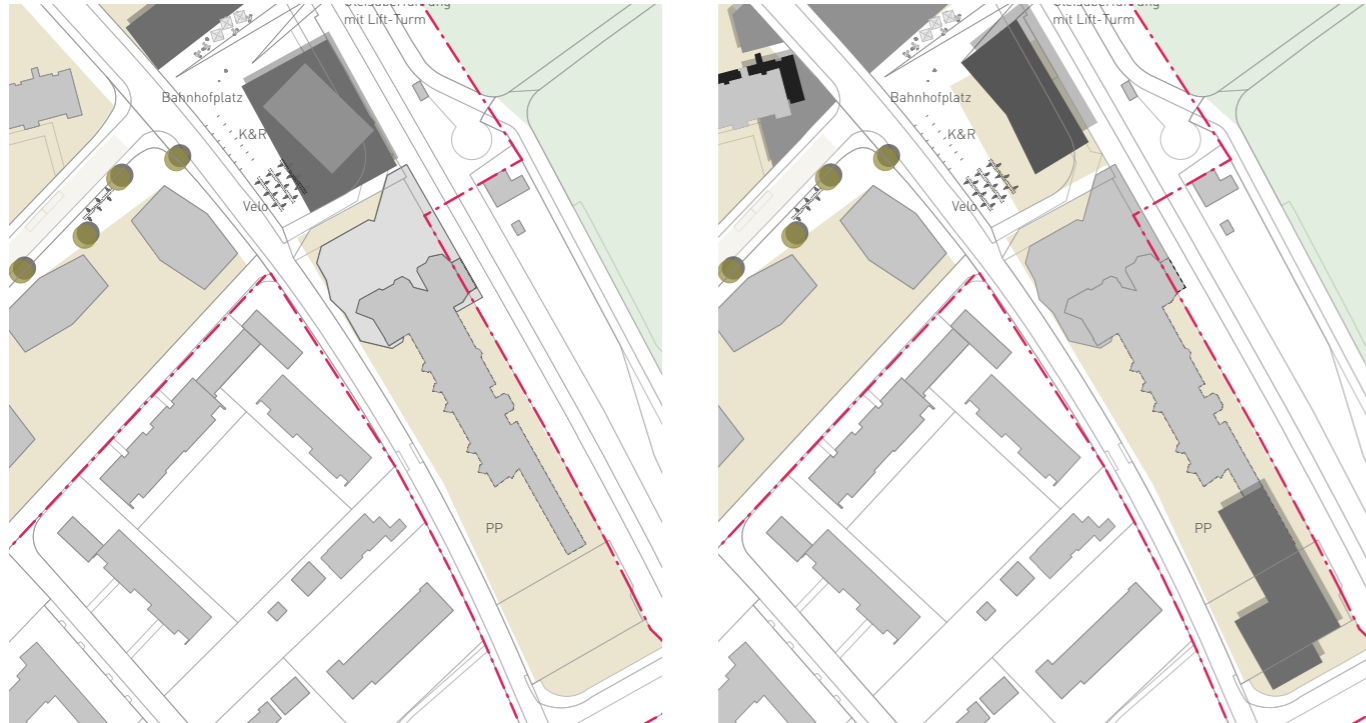 mit Lift-Turm
Bahnhofplatz
K&R
Velo
PP
mit Lift-Turm
Bahnhofplatz
K&R
Velo
PP